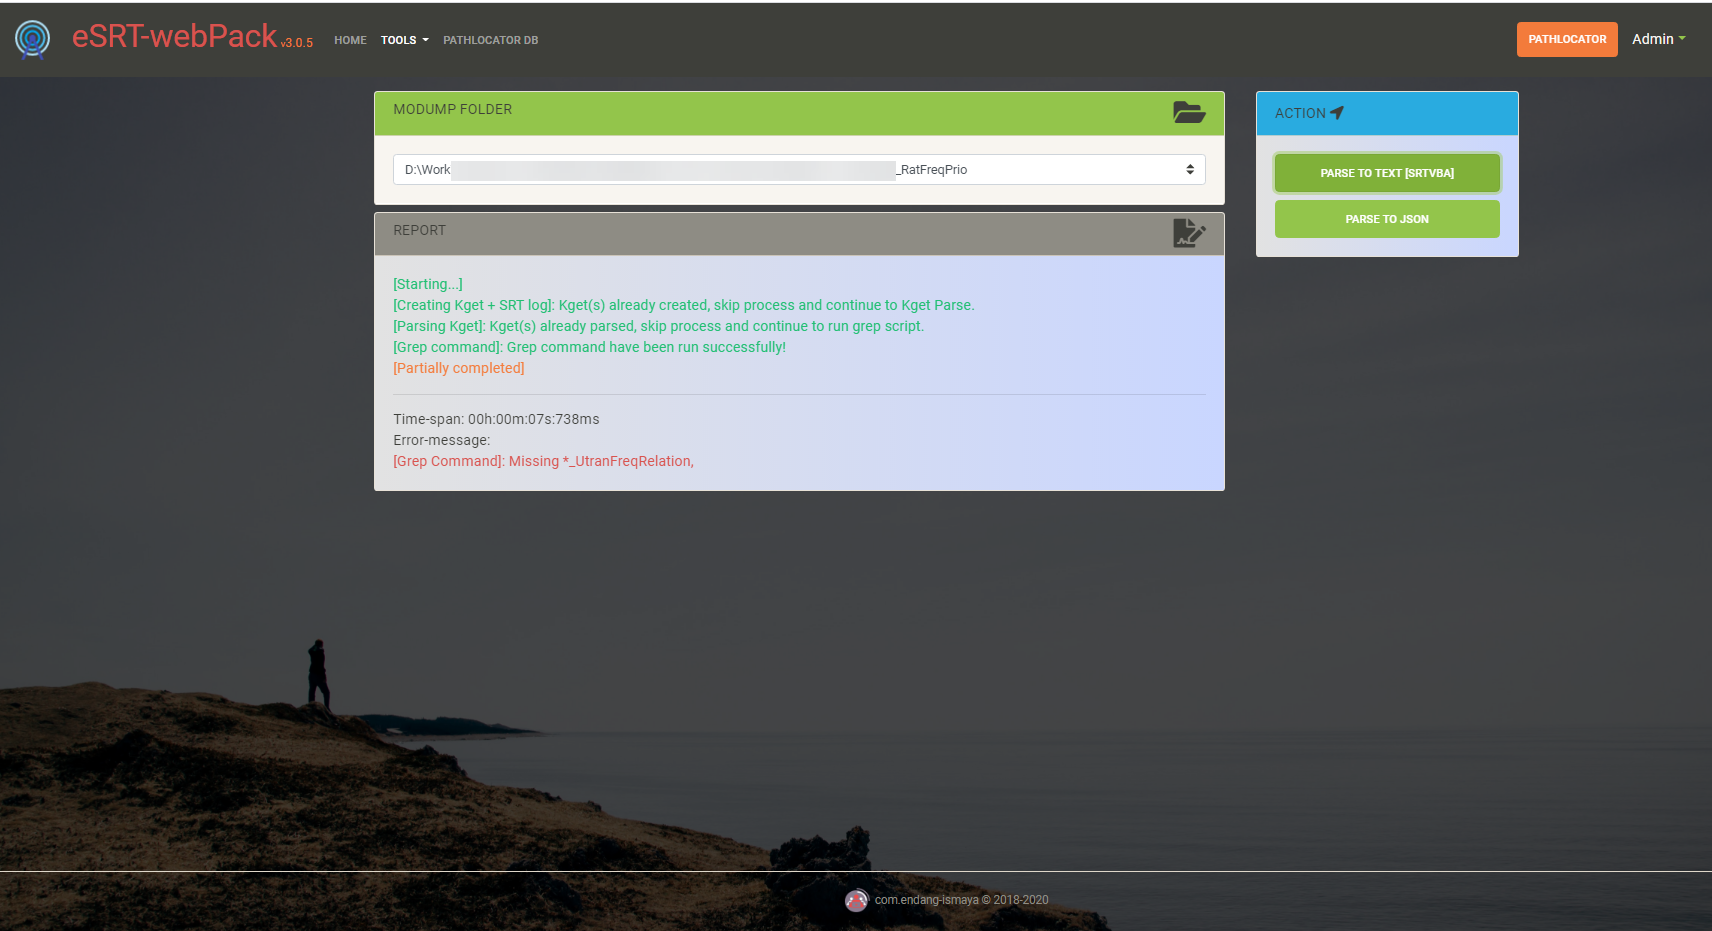 eSRT-webPack v3.0.5 HOME TOOLS PATHLOCATOR DB PATHLOCATOR Admin
MODUMP FOLDER
D:\Work _RatFreqPrio
REPORT
[Starting...]
[Creating Kget + SRT log]: Kget(s) already created, skip process and continue to Kget Parse.
[Parsing Kget]: Kget(s) already parsed, skip process and continue to run grep script.
[Grep command]: Grep command have been run successfully!
[Partially completed]
Time-span: 00h:00m:07s:738ms
Error-message:
[Grep Command]: Missing *_UtranFreqRelation,
ACTION
PARSE TO TEXT [SRTVBA]
PARSE TO JSON
com.endang-ismaya © 2018-2020